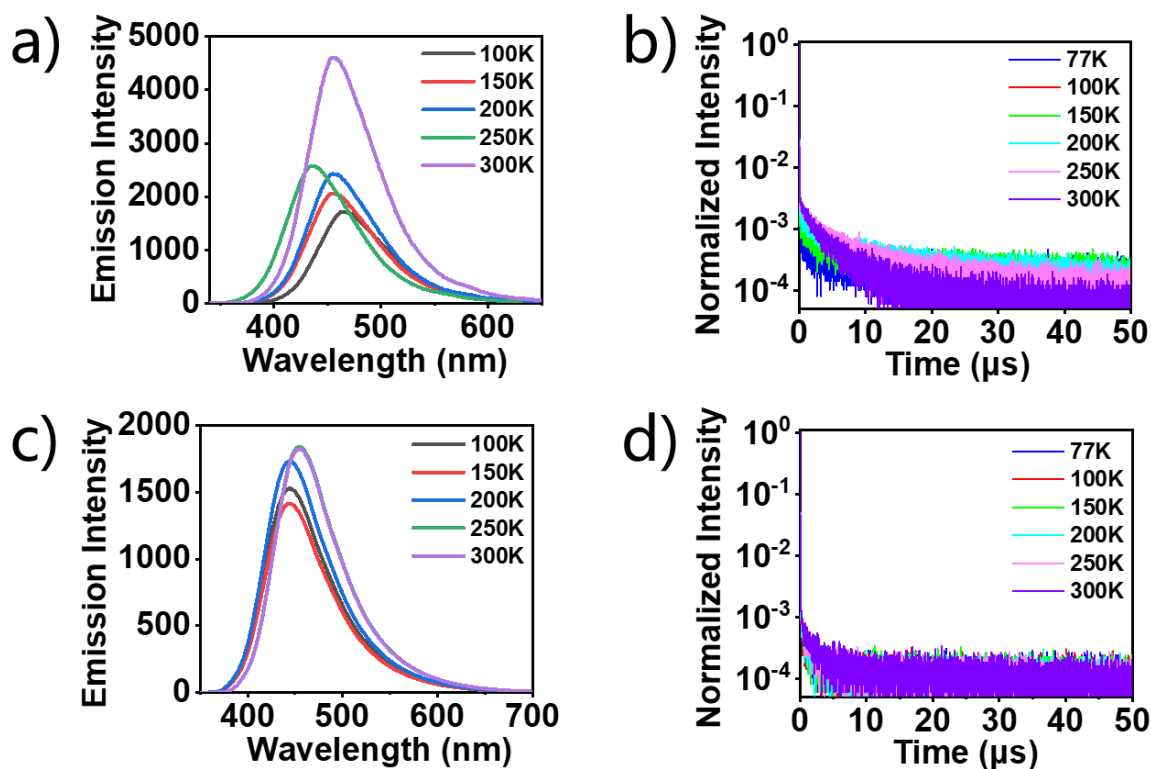 a)
Emission Intensity
5000
4000
3000
2000
1000
0
400
500
600
Wavelength (nm)
100K
150K
200K
250K
300K
b)
Normalized Intensity
10⁰
10⁻¹
10⁻²
10⁻³
10⁻⁴
0
10
20
30
40
50
Time (µs)
77K
100K
150K
200K
250K
300K
c)
Emission Intensity
2000
1500
1000
500
0
400
500
600
700
Wavelength (nm)
100K
150K
200K
250K
300K
d)
Normalized Intensity
10⁰
10⁻¹
10⁻²
10⁻³
10⁻⁴
0
10
20
30
40
50
Time (µs)
77K
100K
150K
200K
250K
300K